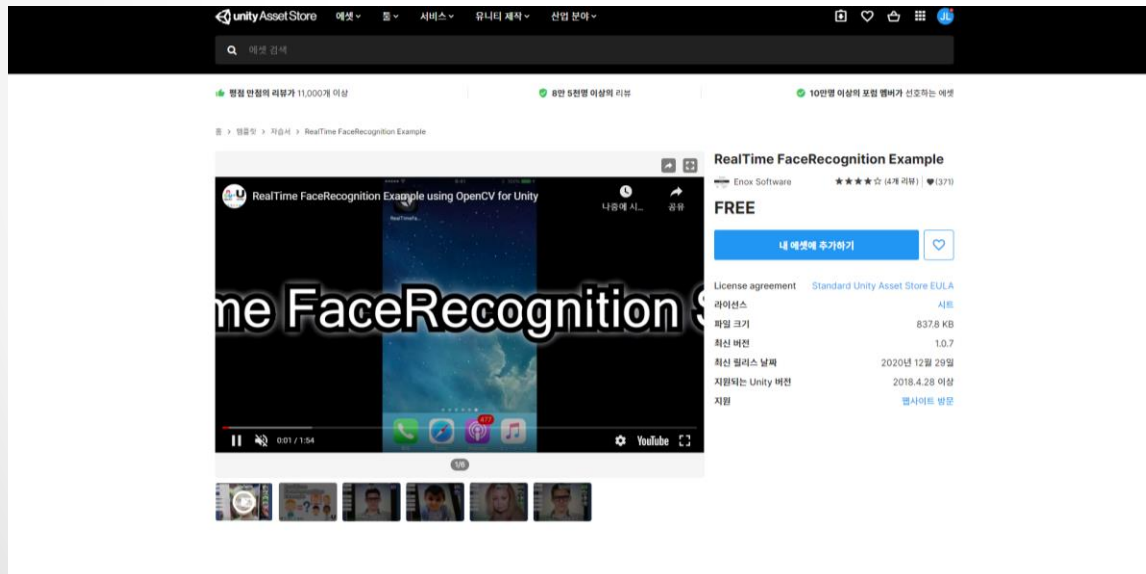 unity Asset Store 에셋 툴 서비스 유니티 제작 산업 분야 JL
에셋 검색
평점 만점의 리뷰가 11,000개 이상
8만 5천명 이상의 리뷰
10만명 이상의 포럼 멤버가 선호하는 에셋
홈 > 템플릿 > 자습서 > RealTime FaceRecognition Example
RealTime FaceRecognition Example using OpenCV for Unity
나중에 시...
공유
me FaceRecognition S
477
0:01 / 1:54
YouTube
1/6
RealTime FaceRecognition Example
Enox Software ★★★★☆ (4개 리뷰) (371)
FREE
내 에셋에 추가하기
License agreement Standard Unity Asset Store EULA
라이선스 시트
파일 크기 837.8 KB
최신 버전 1.0.7
최신 릴리스 날짜 2020년 12월 29일
지원되는 Unity 버전 2018.4.28 이상
지원 웹사이트 방문